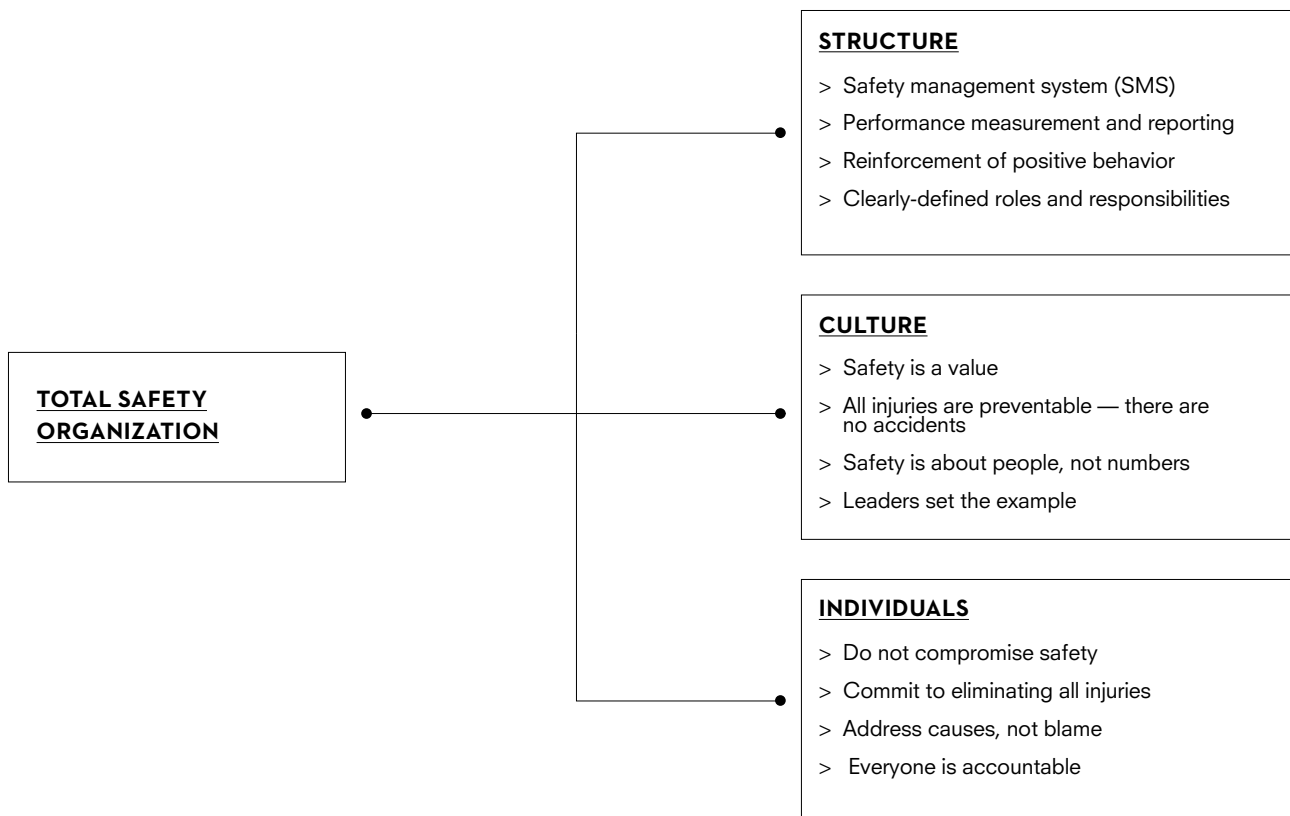 TOTAL SAFETY
ORGANIZATION
STRUCTURE
> Safety management system (SMS)
> Performance measurement and reporting
> Reinforcement of positive behavior
> Clearly-defined roles and responsibilities
CULTURE
> Safety is a value
> All injuries are preventable — there are
no accidents
> Safety is about people, not numbers
> Leaders set the example
INDIVIDUALS
> Do not compromise safety
> Commit to eliminating all injuries
> Address causes, not blame
> Everyone is accountable